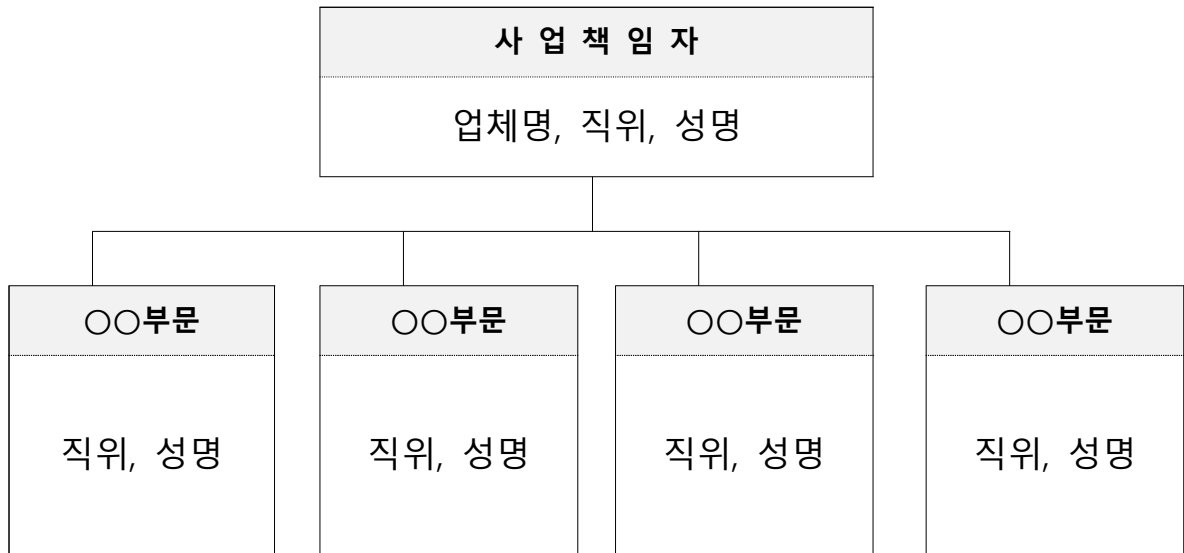 사 업 책 임 자
업체명, 직위, 성명
○○부문 ○○부문 ○○부문 ○○부문
직위, 성명 직위, 성명 직위, 성명 직위, 성명